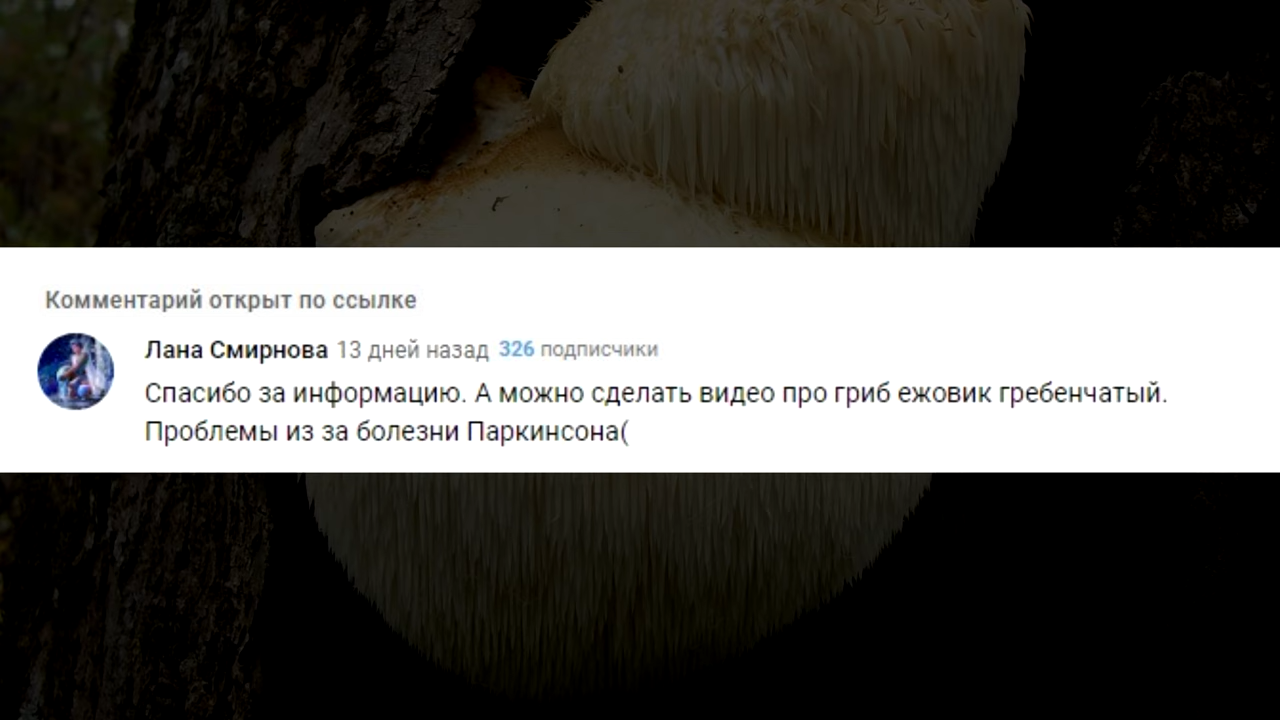 Комментарий открыт по ссылке
Лана Смирнова 13 дней назад 326 подписчики
Спасибо за информацию. А можно сделать видео про гриб ежовик гребенчатый.
Проблемы из за болезни Паркинсона(